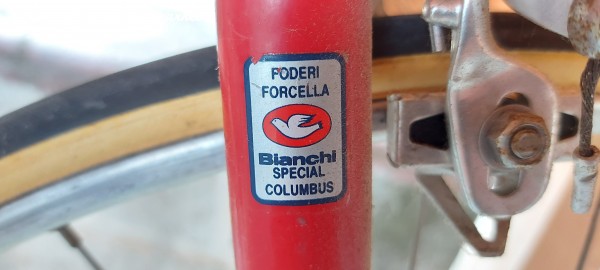 FODERI
FORCELLA
Bianchi
SPECIAL
COLUMBUS